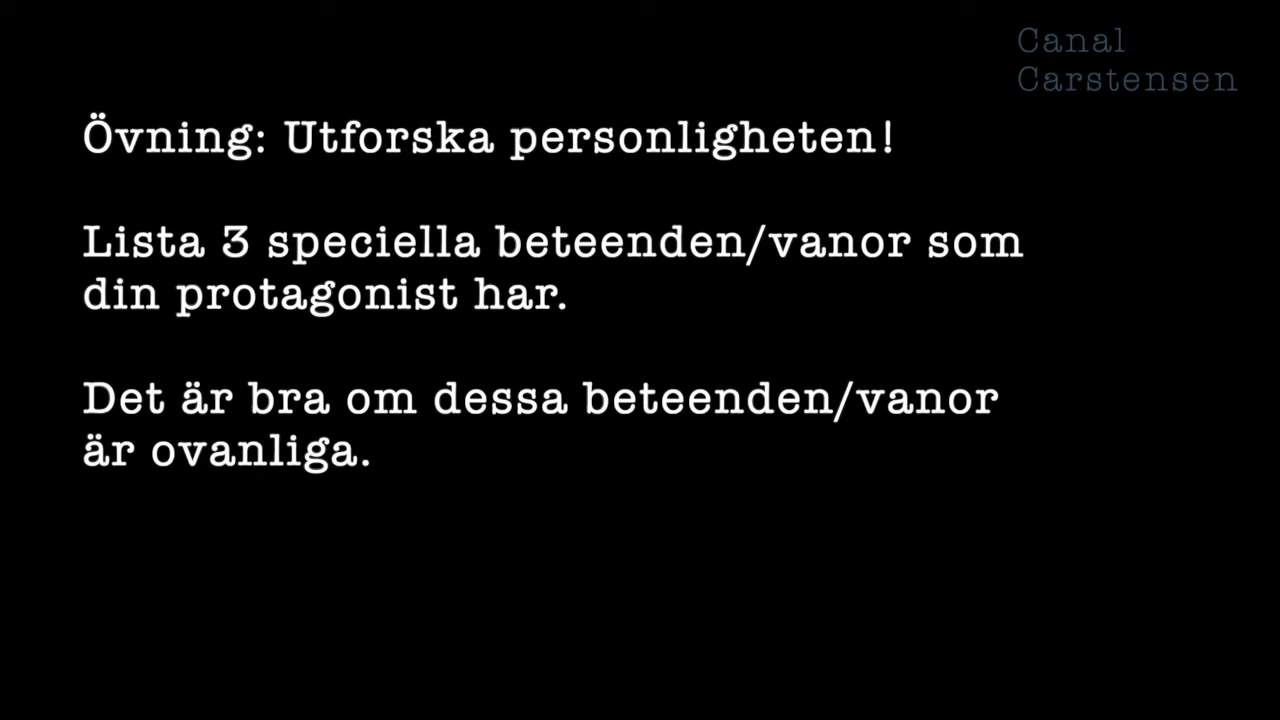 Canal
Carstensen
Övning: Utforska personligheten!
Lista 3 speciella beteenden/vanor som
din protagonist har.
Det är bra om dessa beteenden/vanor
är ovanliga.